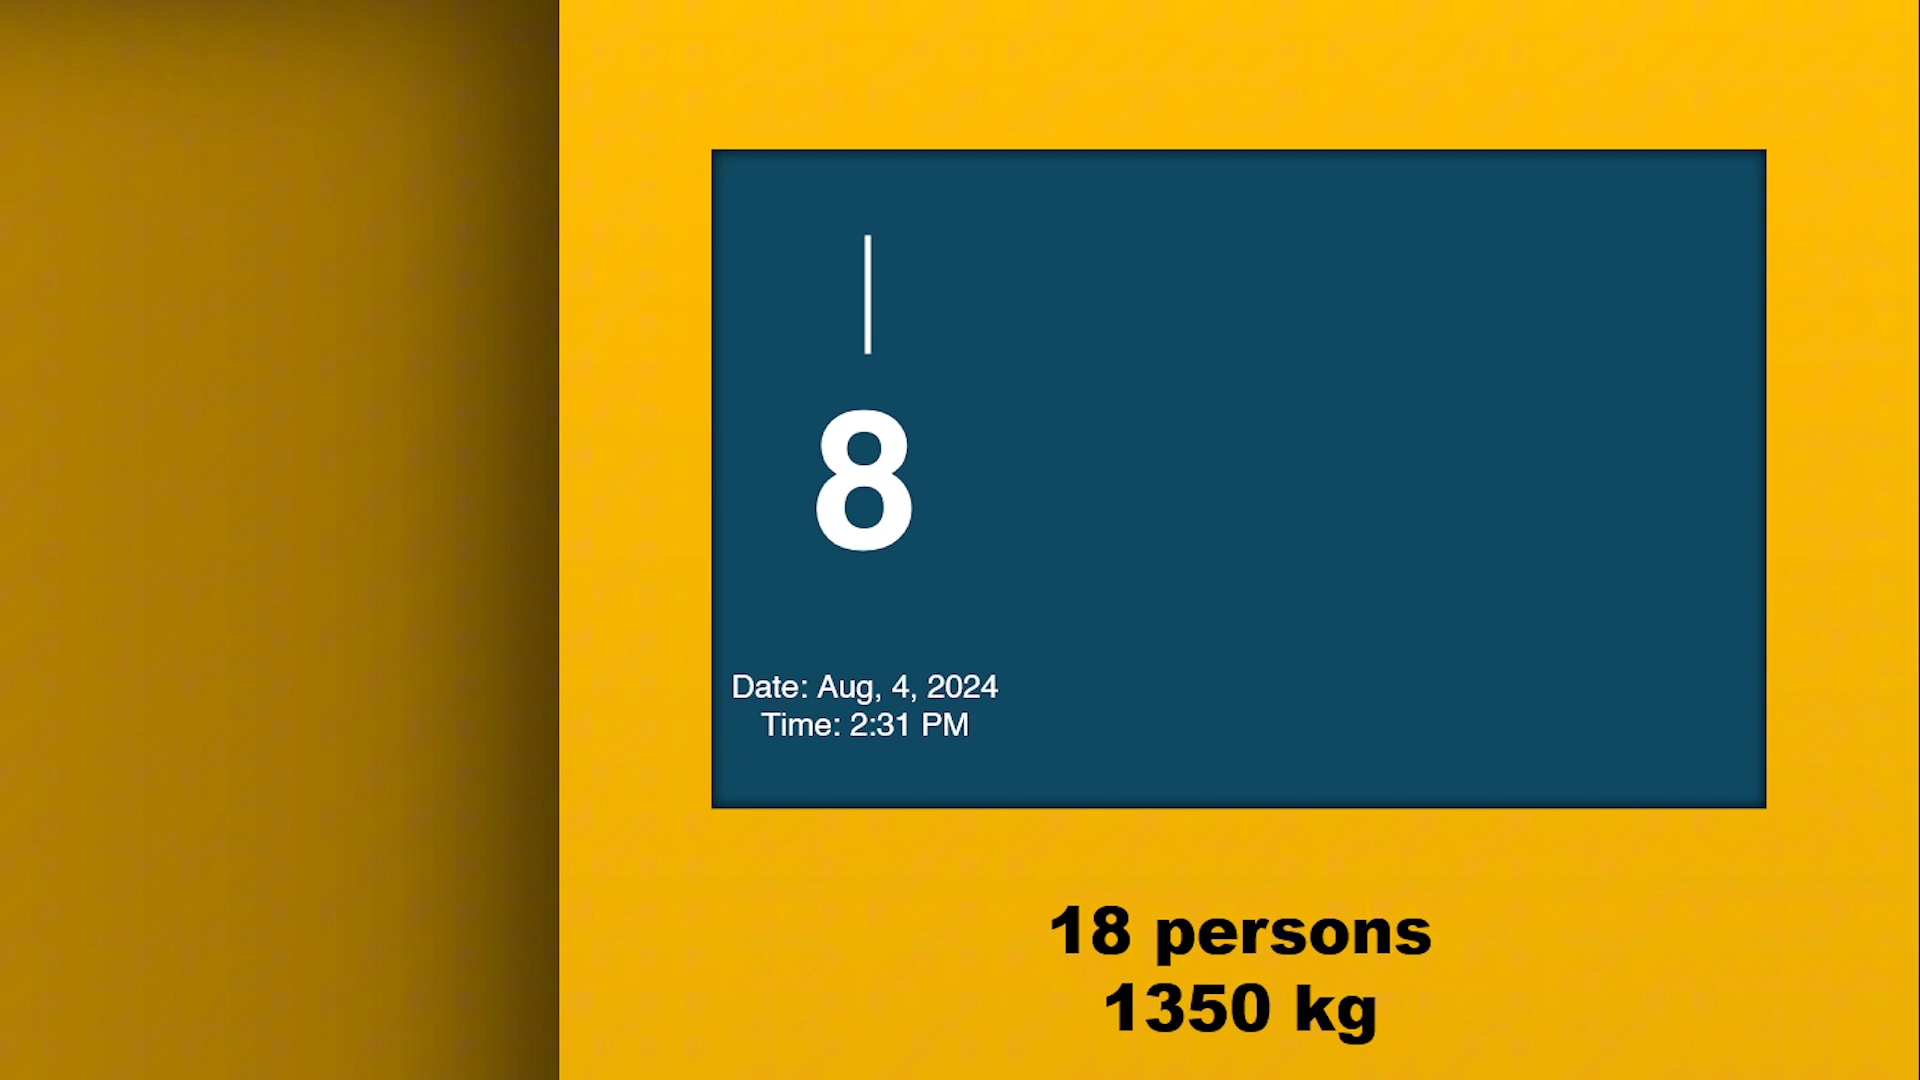 8
Date: Aug, 4, 2024
Time: 2:31 PM
18 persons
1350 kg